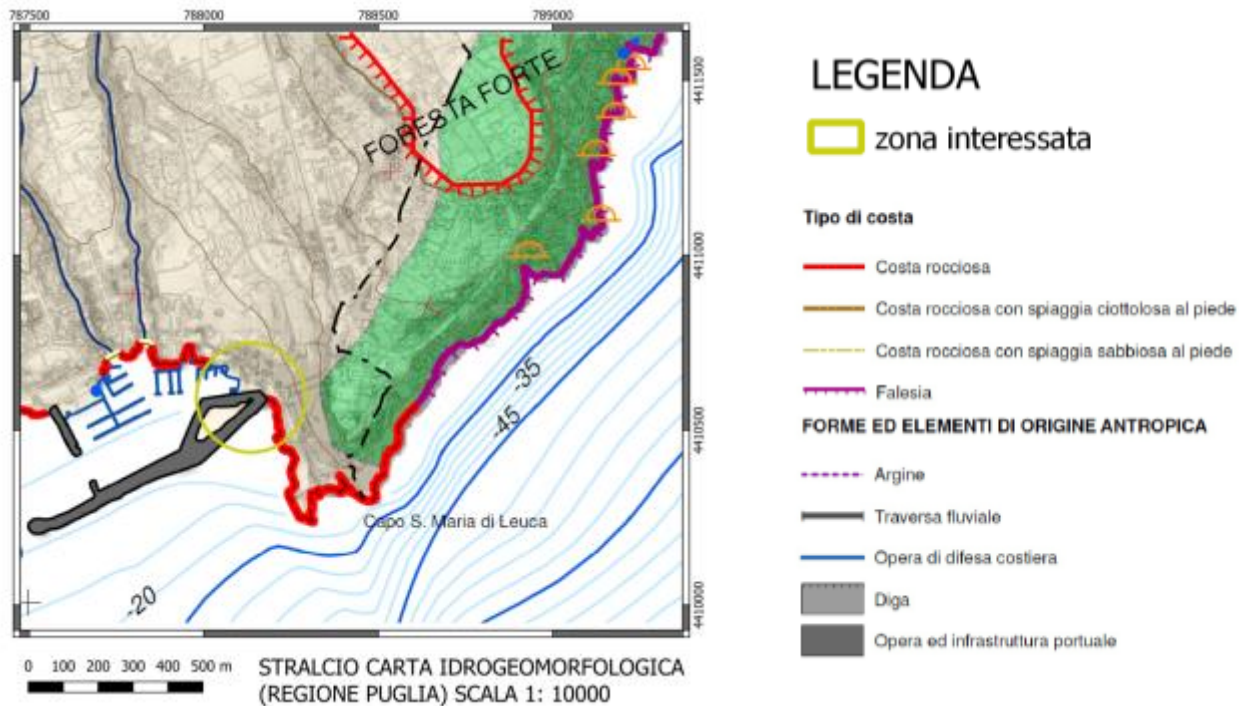 787500 788000 788500 789000
4411500
4411000
4410500
4410000
FORESTA FORTE
-35
-45
-20
Capo S. Maria di Leuca
0 100 200 300 400 500 m
STRALCIO CARTA IDROGEOMORFOLOGICA
(REGIONE PUGLIA) SCALA 1: 10000
LEGENDA
zona interessata
Tipo di costa
Costa rocciosa
Costa rocciosa con spiaggia ciottolosa al piede
Costa rocciosa con spiaggia sabbiosa al piede
Falesia
FORME ED ELEMENTI DI ORIGINE ANTROPICA
Argine
Traversa fluviale
Opera di difesa costiera
Diga
Opera ed infrastruttura portuale